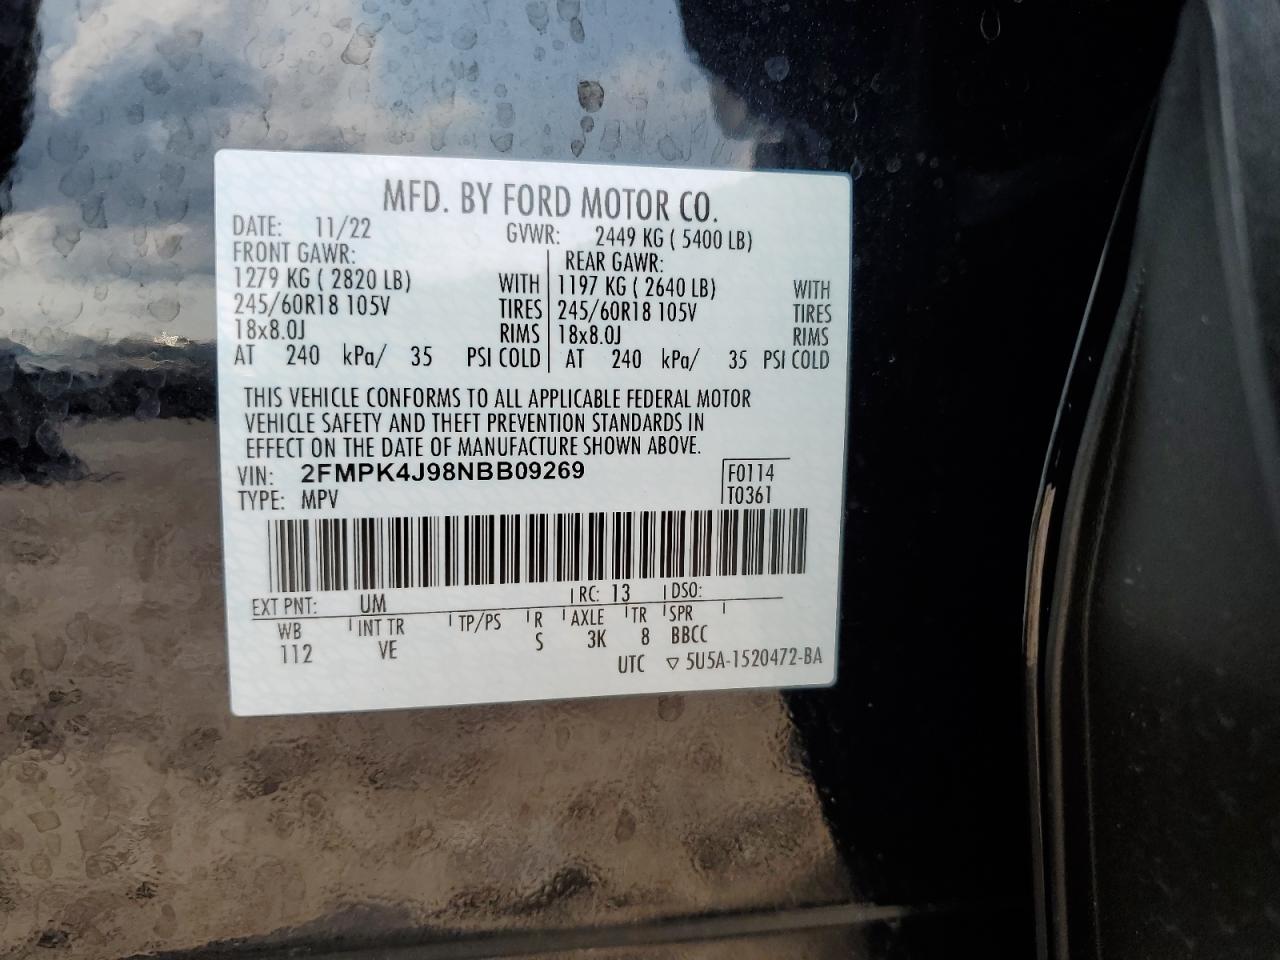 MFD. BY FORD MOTOR CO.
DATE: 11/22 GVWR: 2449 KG ( 5400 LB)
FRONT GAWR: REAR GAWR:
1279 KG ( 2820 LB) WITH 1197 KG ( 2640 LB) WITH
245/60R18 105V TIRES 245/60R18 105V TIRES
18x8.0J RIMS 18x8.0J RIMS
AT 240 kPa/ 35 PSI COLD AT 240 kPa/ 35 PSI COLD
THIS VEHICLE CONFORMS TO ALL APPLICABLE FEDERAL MOTOR
VEHICLE SAFETY AND THEFT PREVENTION STANDARDS IN
EFFECT ON THE DATE OF MANUFACTURE SHOWN ABOVE.
VIN: 2FMPK4J98NBB09269 F0114
TYPE: MPV T0361
EXT PNT: UM RC: 13 DSO:
WB INT TR TP/PS R AXLE TR SPR
112 VE S 3K 8 BBCC
UTC ▽ 5U5A-1520472-BA